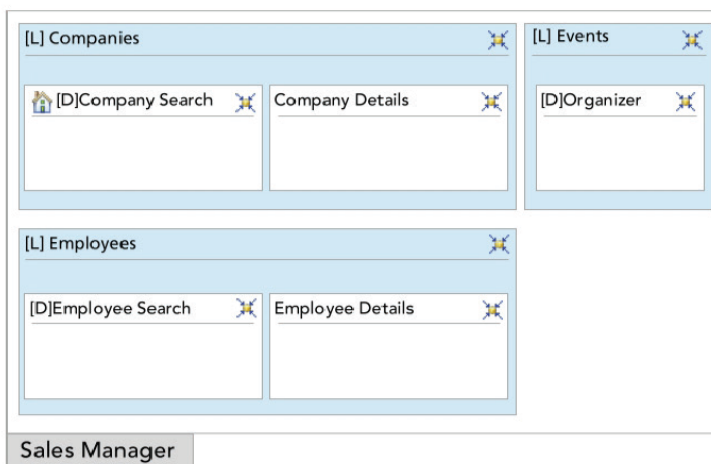 [L] Companies
[L] Events
[D]Company Search
Company Details
[D]Organizer
[L] Employees
[D]Employee Search
Employee Details
Sales Manager